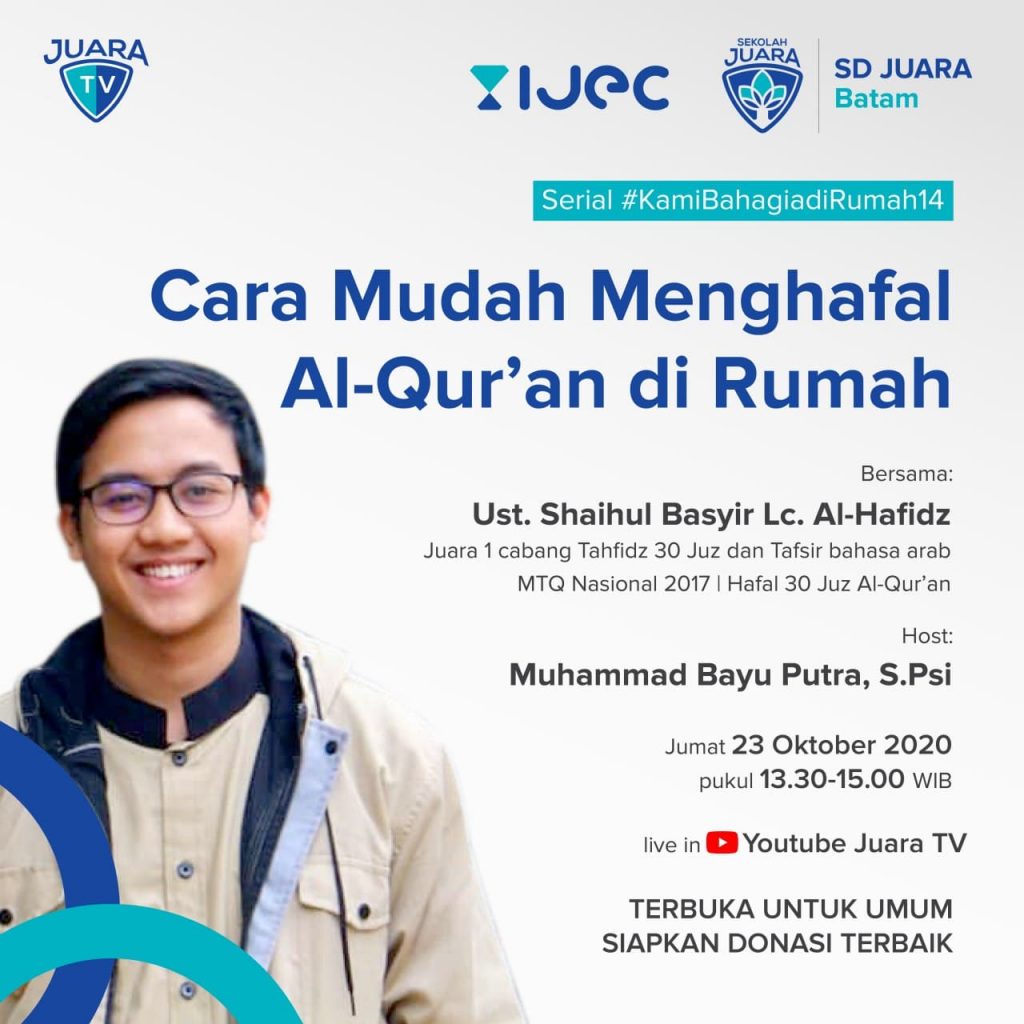 JUARA
TV
IJEC
SEKOLAH
JUARA
SD JUARA
Batam
Serial #KamiBahagiadiRumah14
Cara Mudah Menghafal
Al-Qur’an di Rumah
Bersama:
Ust. Shaihul Basyir Lc. Al-Hafidz
Juara 1 cabang Tahfidz 30 Juz dan Tafsir bahasa arab
MTQ Nasional 2017 | Hafal 30 Juz Al-Qur’an
Host:
Muhammad Bayu Putra, S.Psi
Jumat 23 Oktober 2020
pukul 13.30-15.00 WIB
live in Youtube Juara TV
TERBUKA UNTUK UMUM
SIAPKAN DONASI TERBAIK